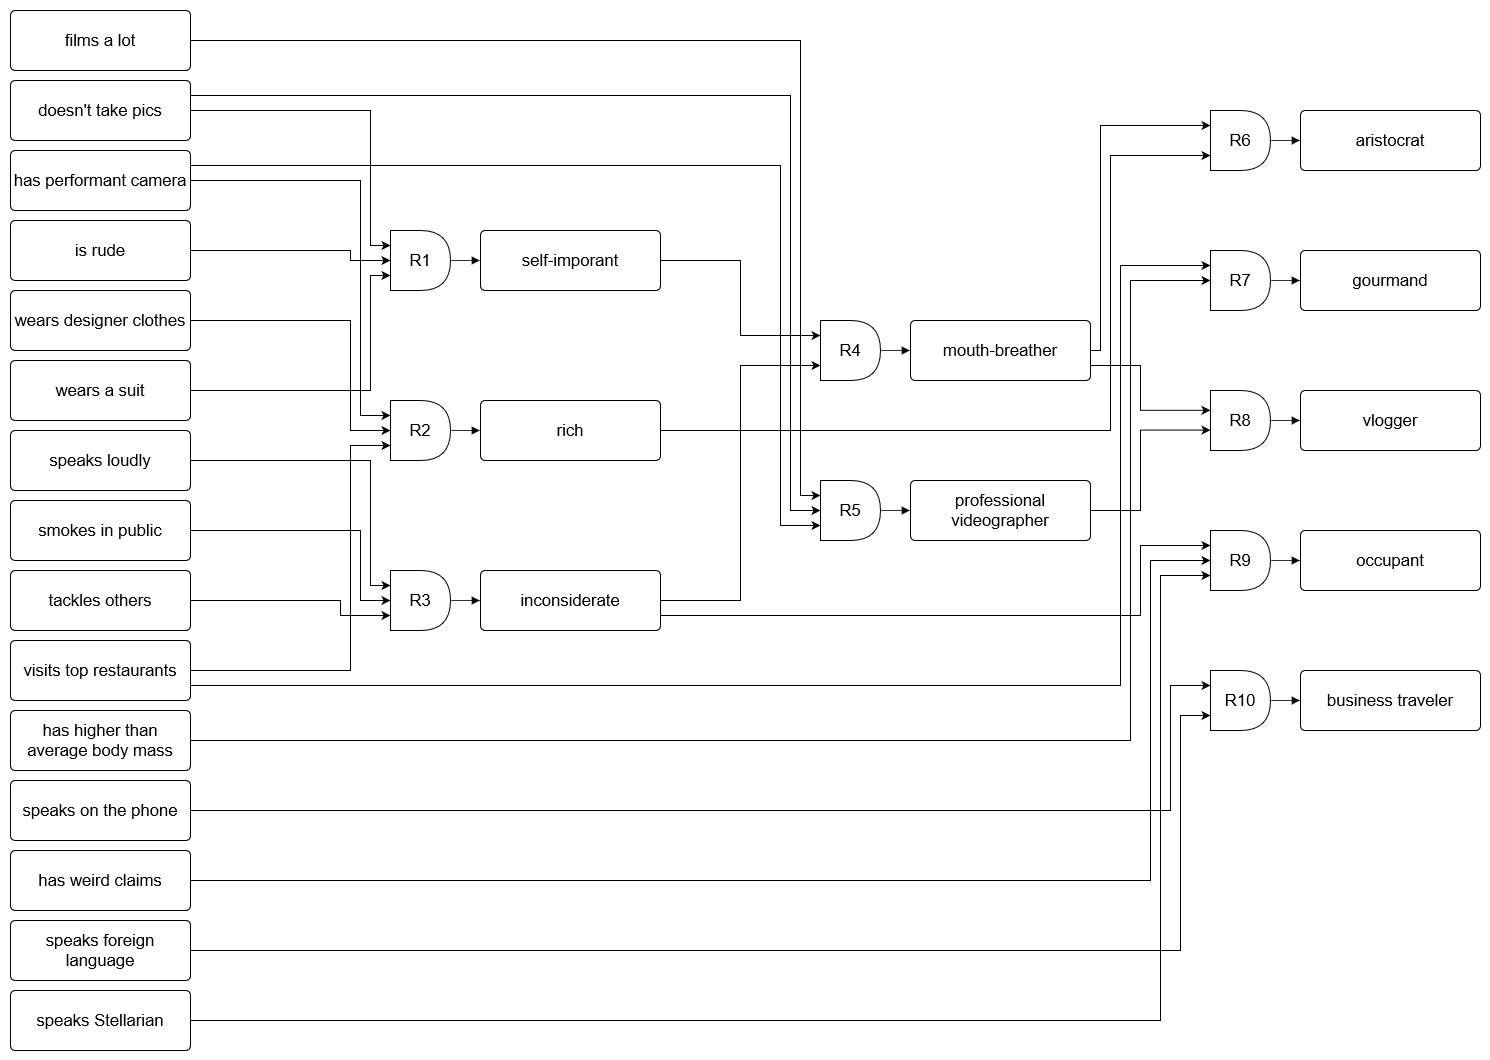 films a lot
doesn't take pics
has performant camera
is rude
wears designer clothes
wears a suit
speaks loudly
smokes in public
tackles others
visits top restaurants
has higher than
average body mass
speaks on the phone
has weird claims
speaks foreign
language
speaks Stellarian
R1
R2
R3
self-imporant
rich
inconsiderate
R4
R5
mouth-breather
professional
videographer
R6
R7
R8
R9
R10
aristocrat
gourmand
vlogger
occupant
business traveler